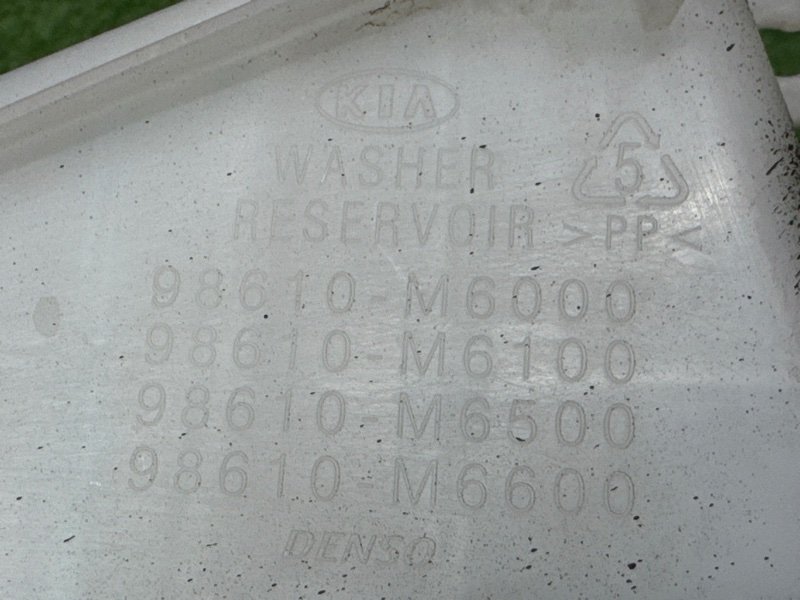 KIA
WASHER
RESERVOIR
5
>PP<
98610-M6000
98610-M6100
98610-M6500
98610-M6600
DENSO